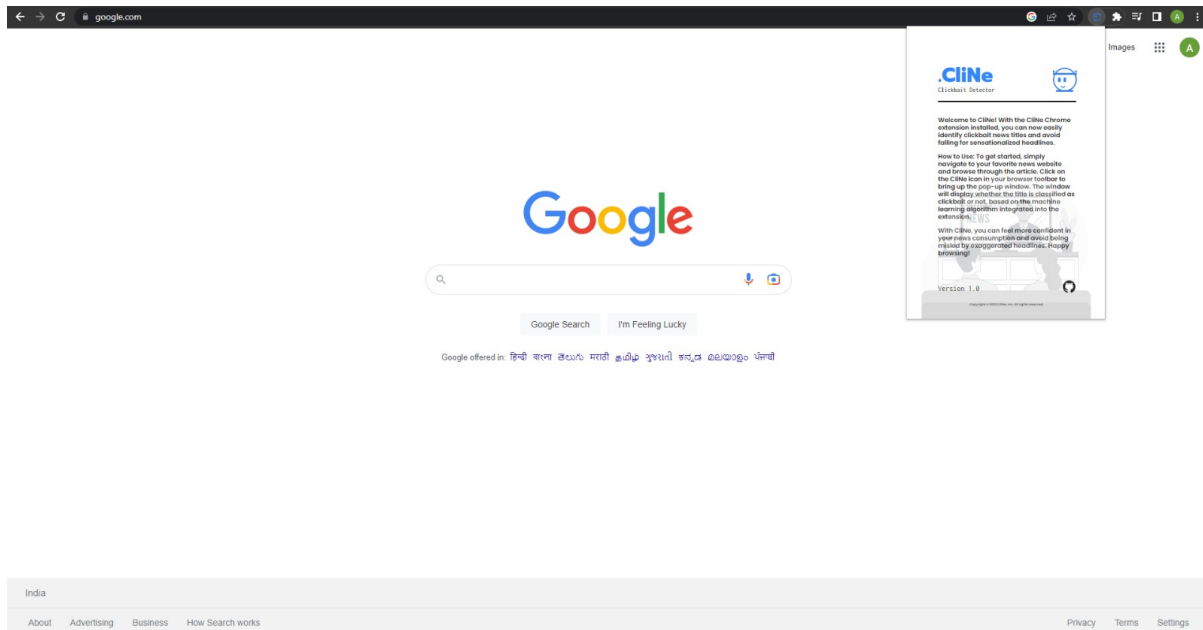 google.com
Images
A
.CliNe
Clickbait Detector
Welcome to CliNe! With the CliNe Chrome
extension installed, you can now easily
identify clickbait news titles and avoid
falling for sensationalized headlines.
How to Use: To get started, simply
navigate to your favorite news website
and browse through the article. Click on
the CliNe icon in your browser toolbar to
bring up the pop-up window. The window
will display whether the title is classified as
clickbait or not, based on the machine
learning algorithm integrated into the
extension.
NEWS
With CliNe, you can feel more confident in
your news consumption and avoid being
misled by exaggerated headlines. Happy
browsing!
Version 1.0
Google
Google Search I'm Feeling Lucky
Google offered in: हिन्दी বাংলা తెలుగు मराठी தமிழ் ગુજરાતી ಕನ್ನಡ മലയാളം ਪੰਜਾਬੀ
India
About Advertising Business How Search works
Privacy Terms Settings